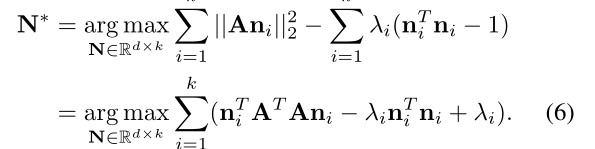 N* = arg max_{N∈ℝ^{d×k}} ∑_{i=1} ||An_i||_2^2 − ∑_{i=1} λ_i(n_i^T n_i − 1)
= arg max_{N∈ℝ^{d×k}} ∑_{i=1}^{k} (n_i^T A^T An_i − λ_i n_i^T n_i + λ_i). (6)